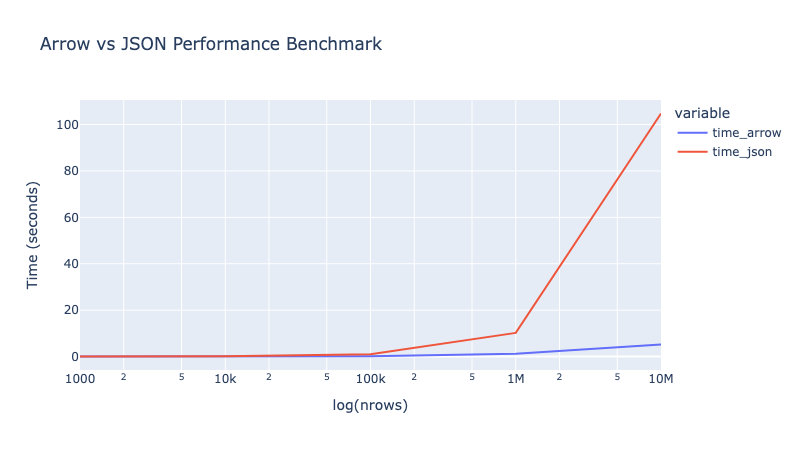 Arrow vs JSON Performance Benchmark
variable
time_arrow
time_json
Time (seconds)
100
80
60
40
20
0
1000 2 5 10k 2 5 100k 2 5 1M 2 5 10M
log(nrows)